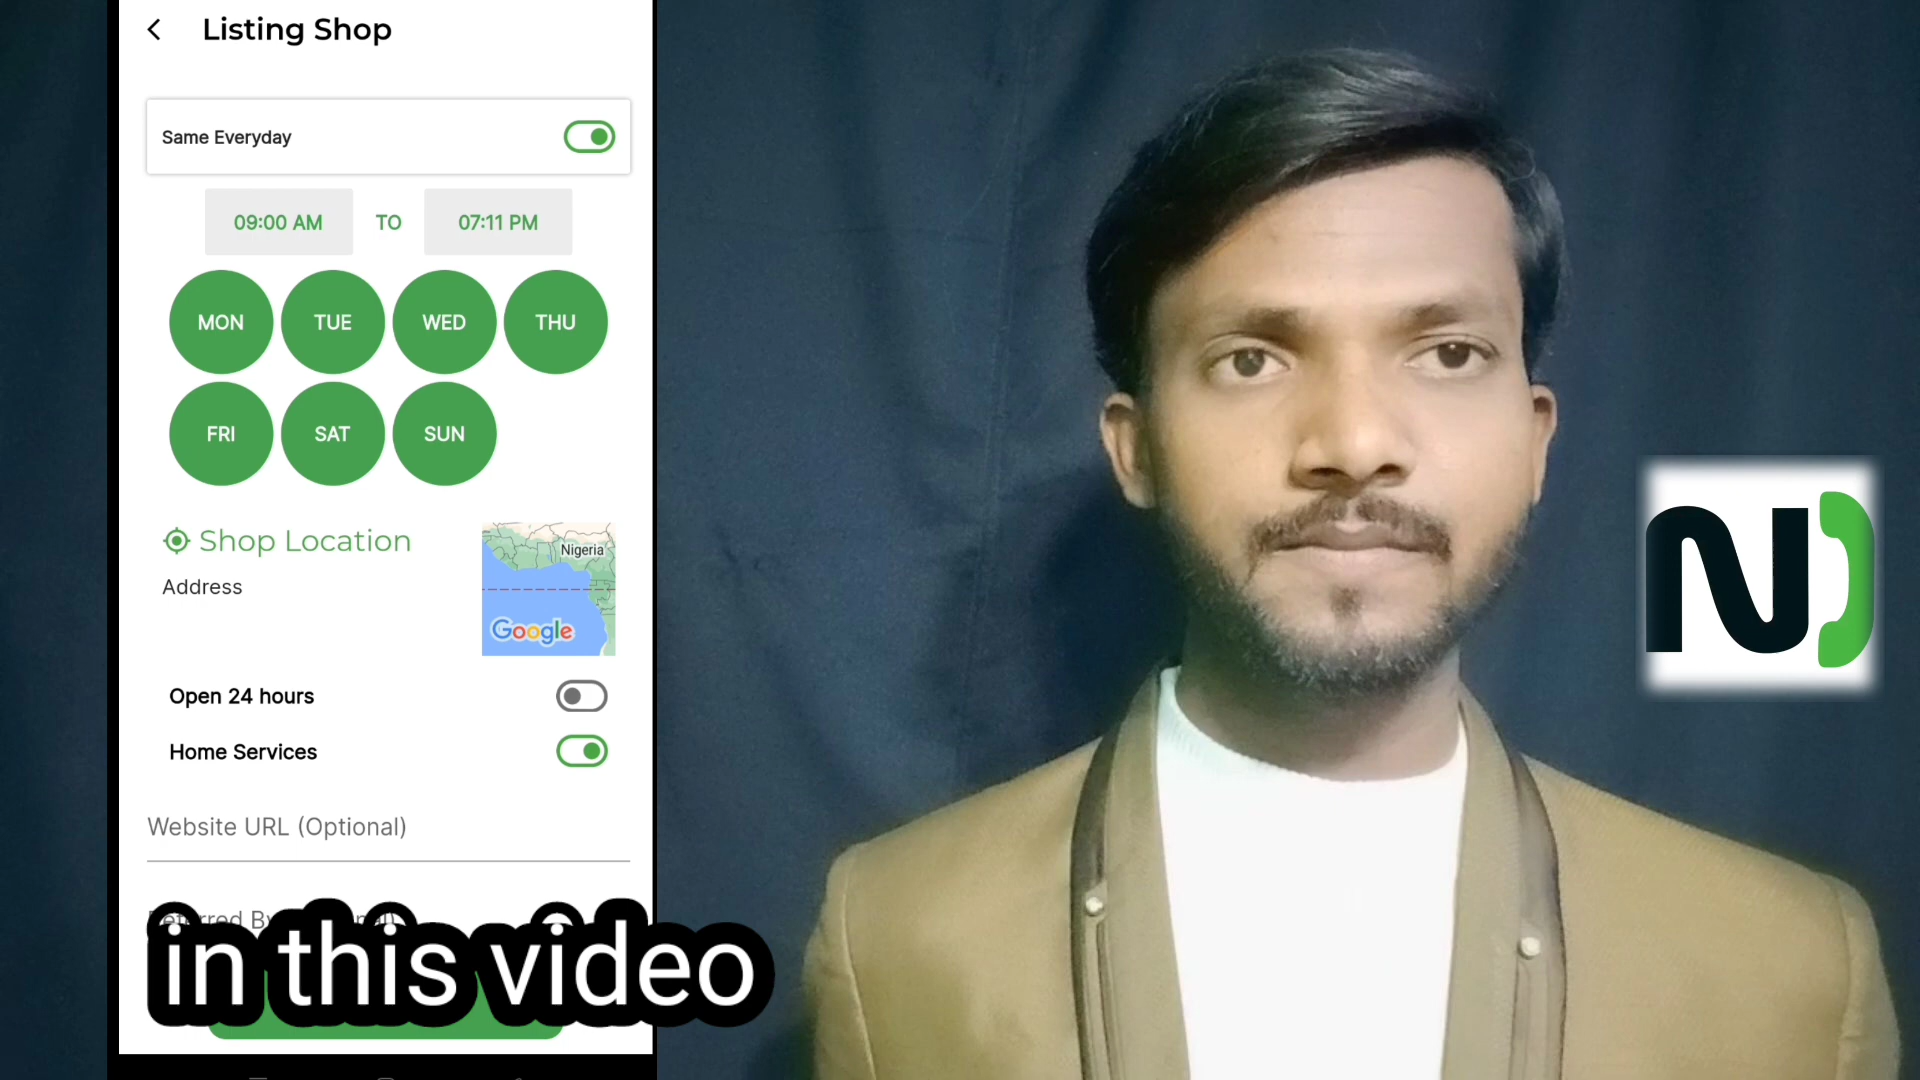 Listing Shop
Same Everyday
09:00 AM TO 07:11 PM
MON TUE WED THU
FRI SAT SUN
Shop Location
Address
Nigeria
Google
Open 24 hours
Home Services
Website URL (Optional)
in this video